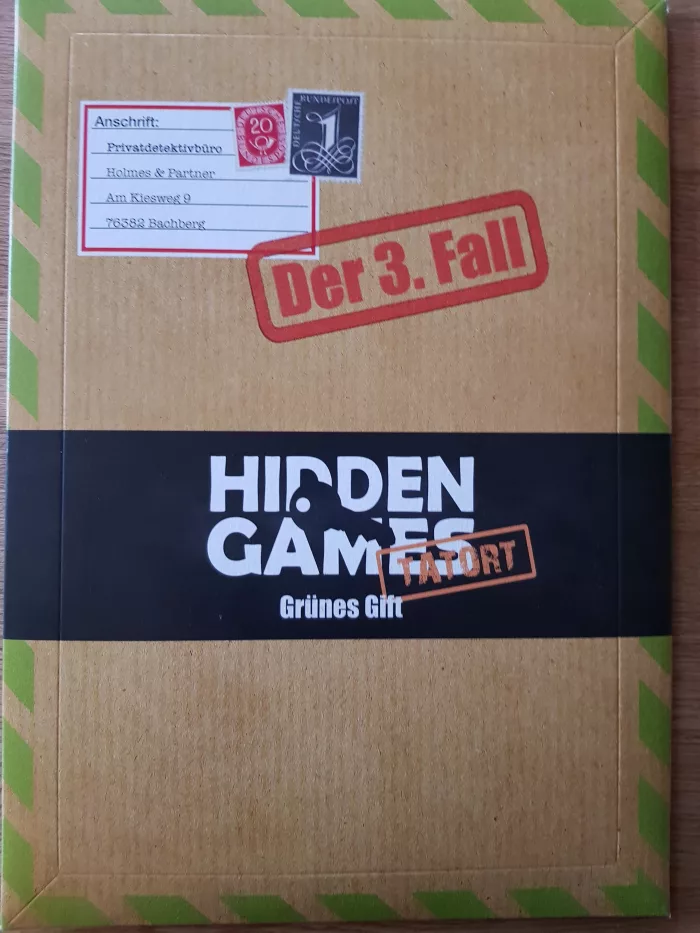 Anschrift:
Privatdetektivbüro
Holmes & Partner
Am Kiesweg 9
76382 Bachberg
20
DEUTSCHE BUNDESPOST
1
Der 3. Fall
HIDDEN
GAMES
TATORT
Grünes Gift